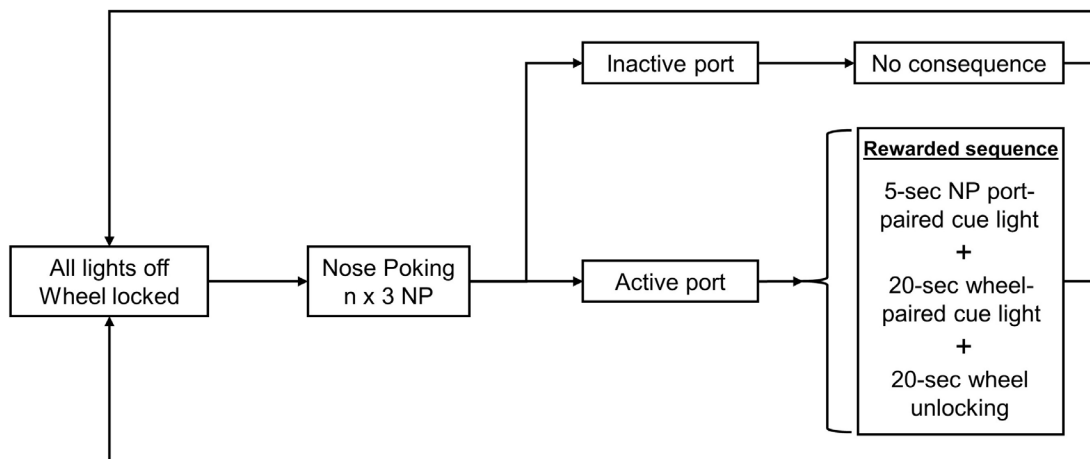 Inactive port
No consequence
Rewarded sequence
5-sec NP port-
paired cue light
+
20-sec wheel-
paired cue light
+
20-sec wheel
unlocking
All lights off
Wheel locked
Nose Poking
n x 3 NP
Active port